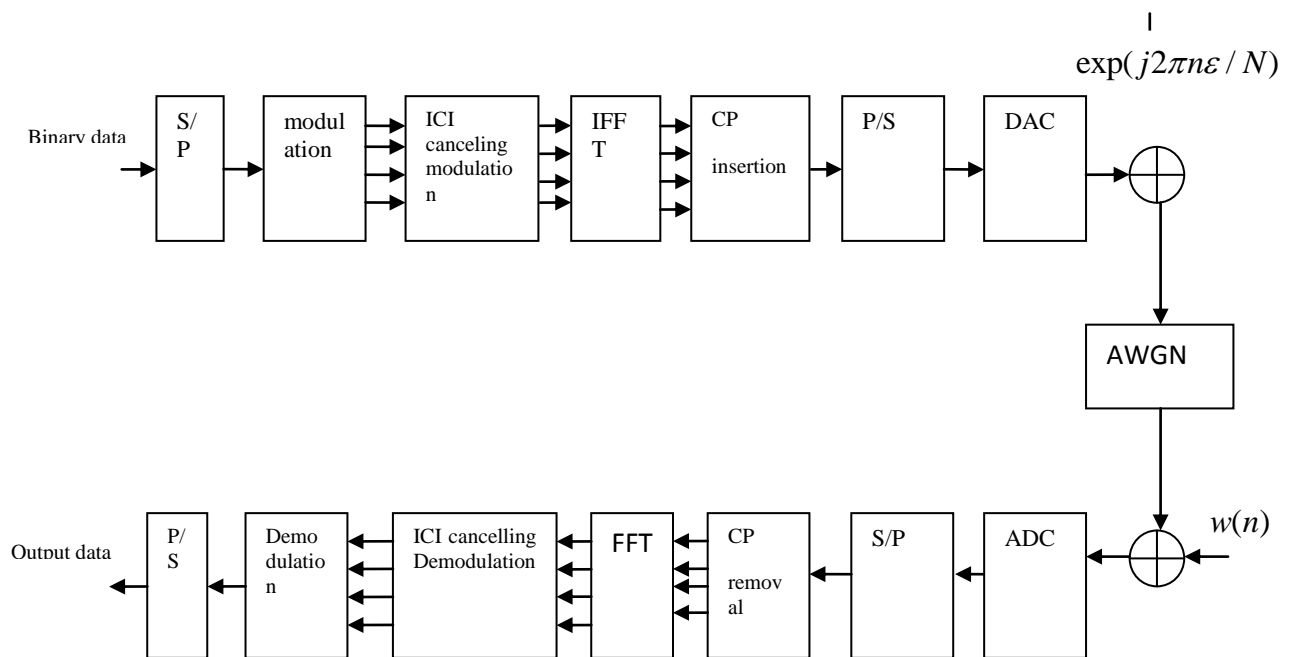 exp(j2πnε / N)
Binary data
S/
P
modul
ation
ICI
canceling
modulatio
n
IFF
T
CP
insertion
P/S
DAC
AWGN
w(n)
ADC
S/P
CP
remov
al
FFT
ICI cancelling
Demodulation
Demo
dulatio
n
P/
S
Output data